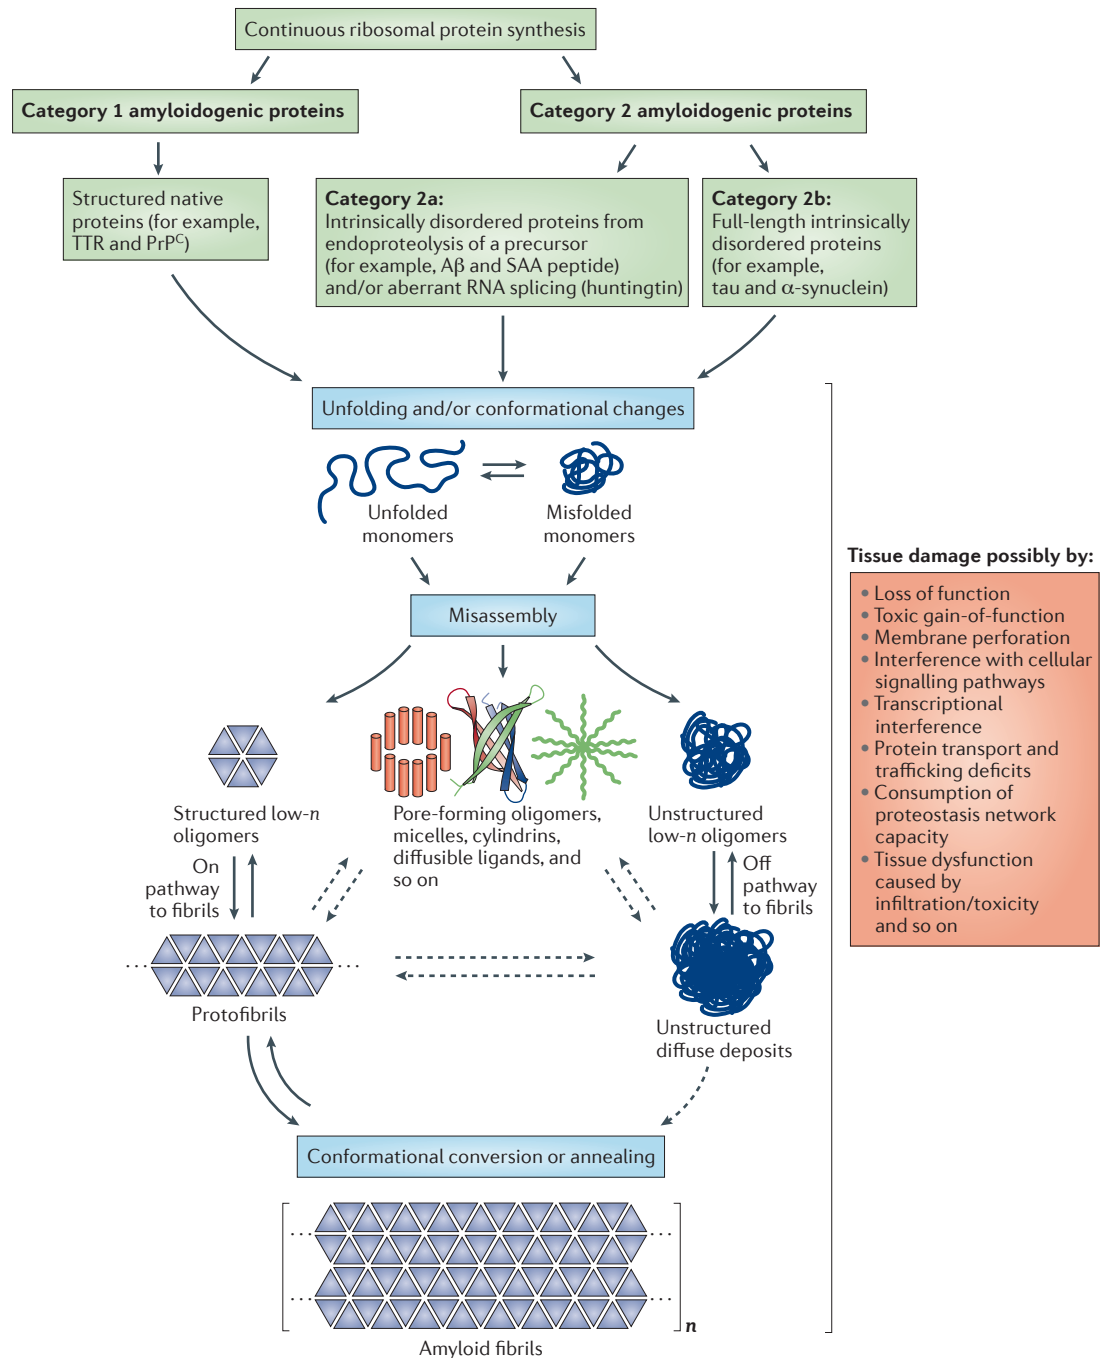 Continuous ribosomal protein synthesis
Category 1 amyloidogenic proteins
Category 2 amyloidogenic proteins
Structured native
proteins (for example,
TTR and PrPᶜ)
Category 2a:
Intrinsically disordered proteins from
endoproteolysis of a precursor
(for example, Aβ and SAA peptide)
and/or aberrant RNA splicing (huntingtin)
Category 2b:
Full-length intrinsically
disordered proteins
(for example,
tau and α-synuclein)
Unfolding and/or conformational changes
Unfolded
monomers
Misfolded
monomers
Misassembly
Structured low-n
oligomers
Pore-forming oligomers,
micelles, cylindrins,
diffusible ligands, and
so on
Unstructured
low-n oligomers
On
pathway
to fibrils
Off
pathway
to fibrils
Protofibrils
Unstructured
diffuse deposits
Conformational conversion or annealing
n
Amyloid fibrils
Tissue damage possibly by:
• Loss of function
• Toxic gain-of-function
• Membrane perforation
• Interference with cellular
signalling pathways
• Transcriptional
interference
• Protein transport and
trafficking deficits
• Consumption of
proteostasis network
capacity
• Tissue dysfunction
caused by
infiltration/toxicity
and so on